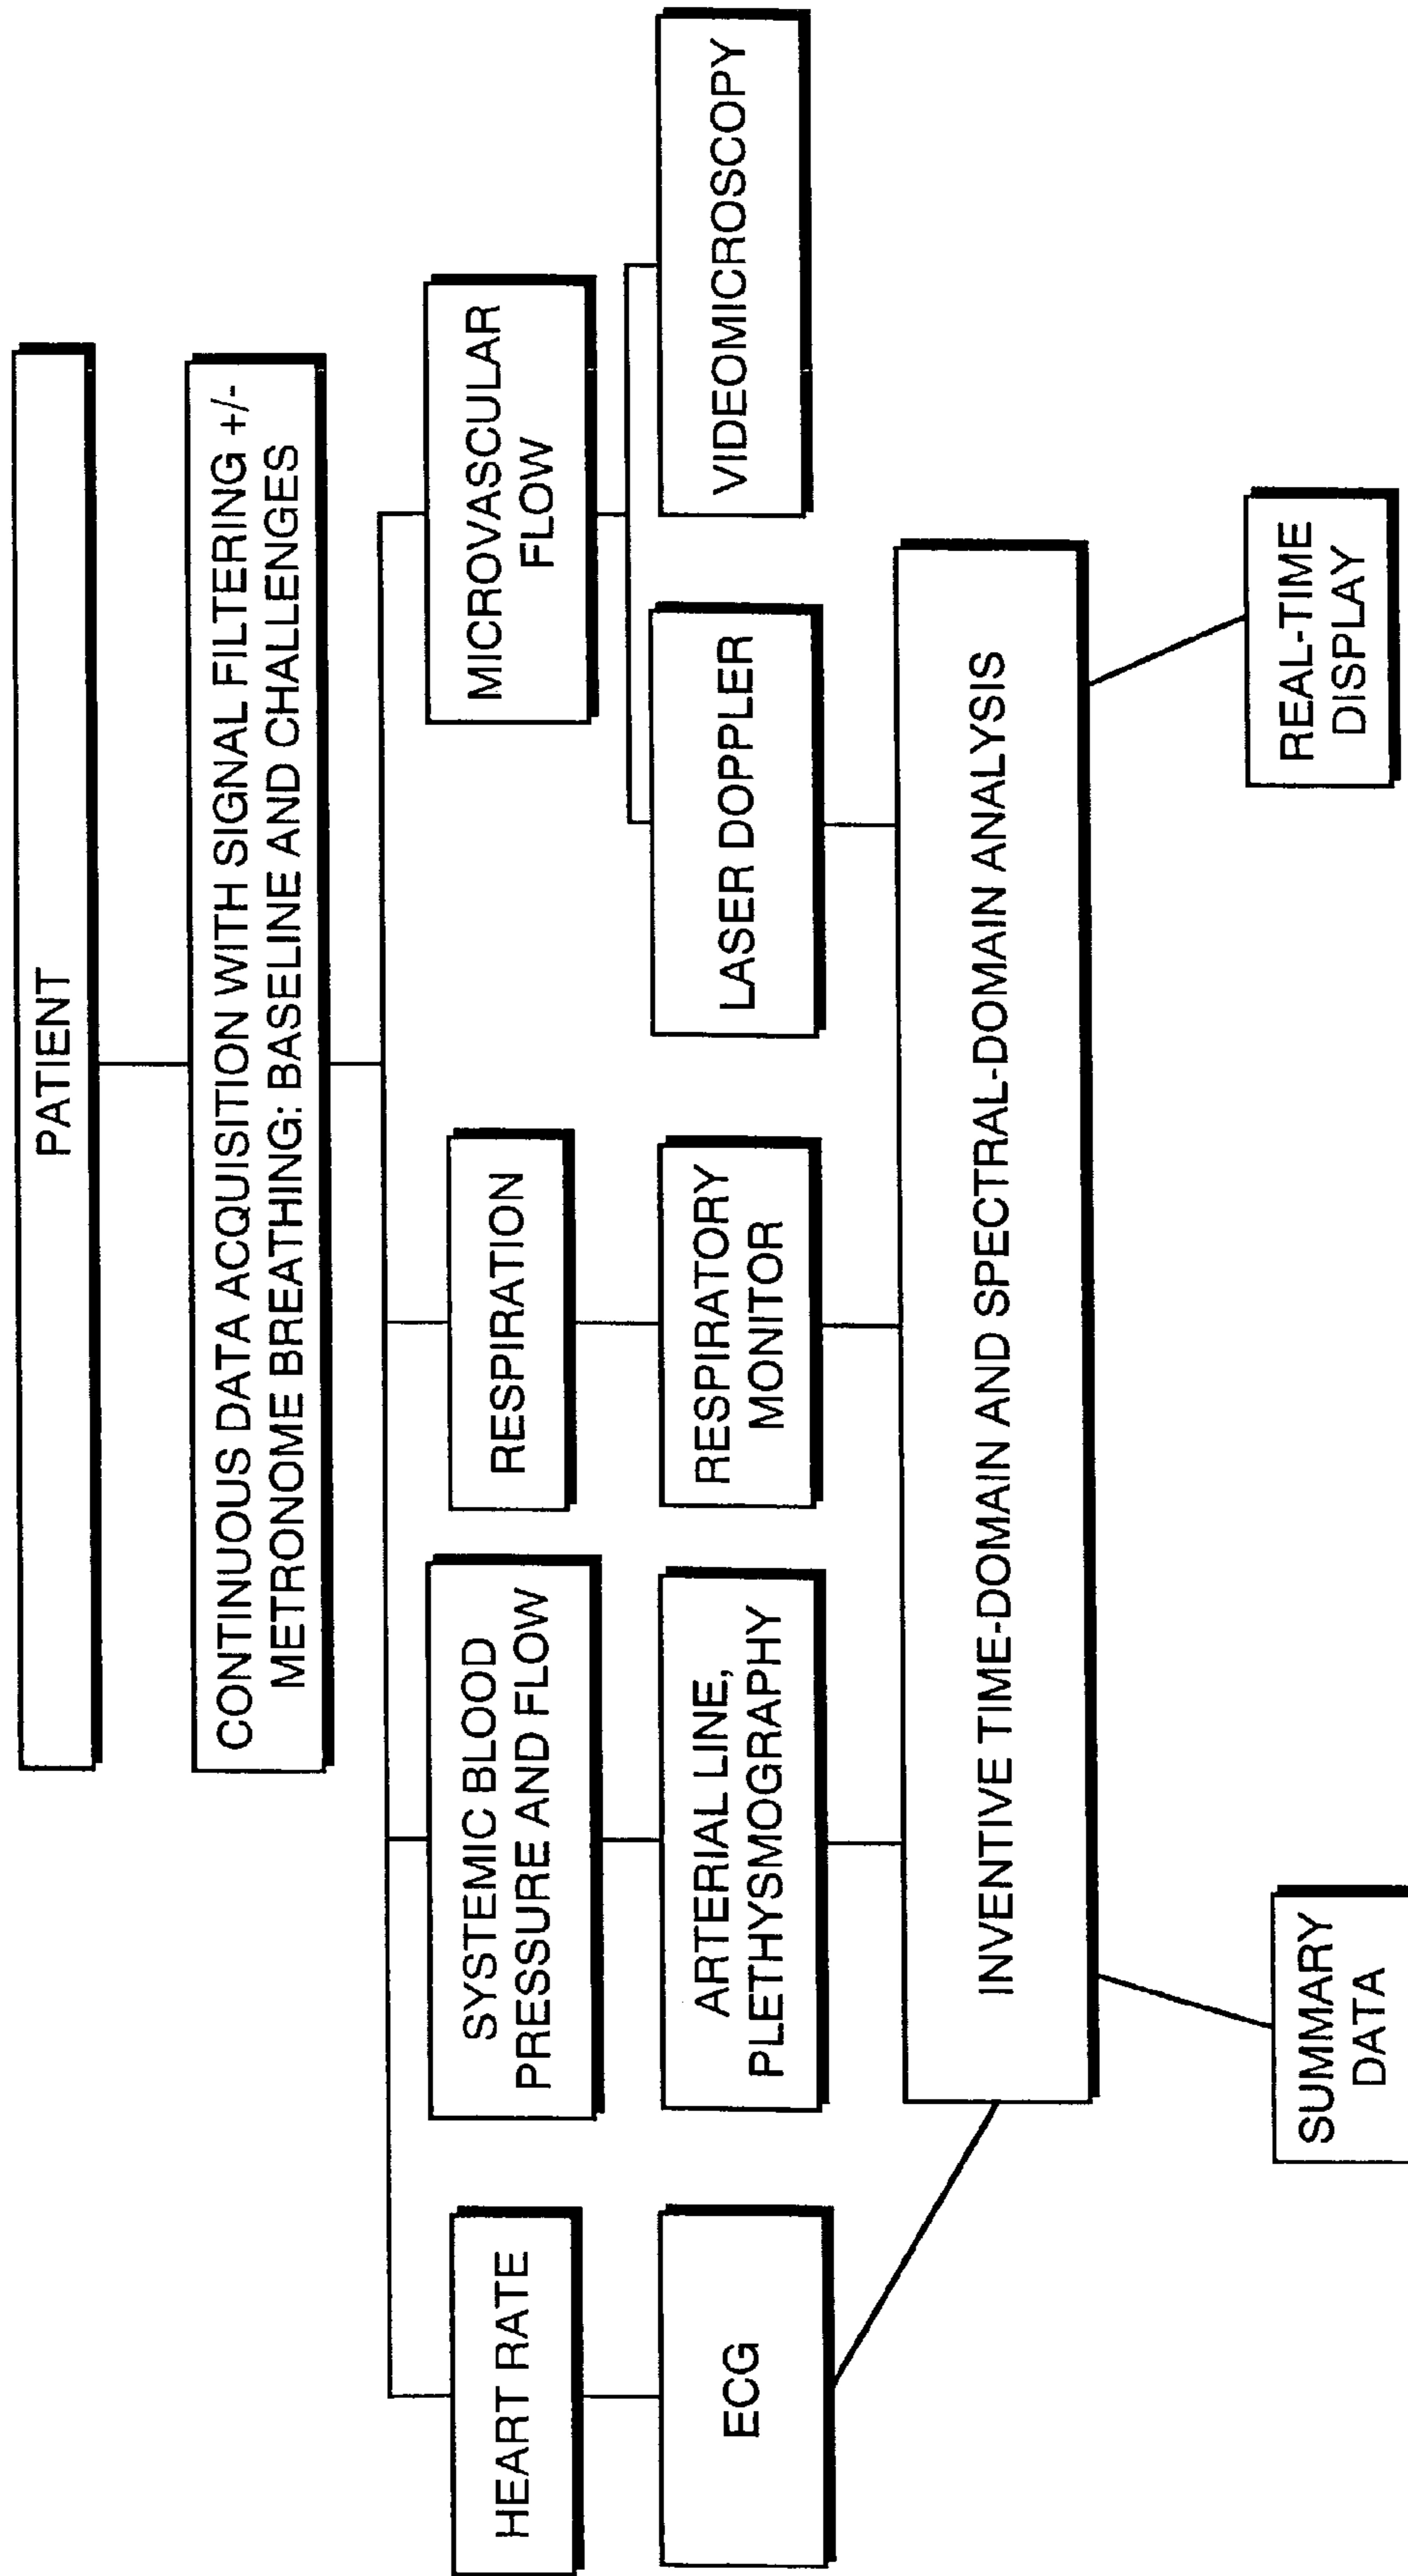 PATIENT
CONTINUOUS DATA ACQUISITION WITH SIGNAL FILTERING +/-
METRONOME BREATHING: BASELINE AND CHALLENGES
HEART RATE
SYSTEMIC BLOOD
PRESSURE AND FLOW
RESPIRATION
MICROVASCULAR
FLOW
ECG
ARTERIAL LINE,
PLETHYSMOGRAPHY
RESPIRATORY
MONITOR
LASER DOPPLER
VIDEOMICROSCOPY
INVENTIVE TIME-DOMAIN AND SPECTRAL-DOMAIN ANALYSIS
SUMMARY
DATA
REAL-TIME
DISPLAY